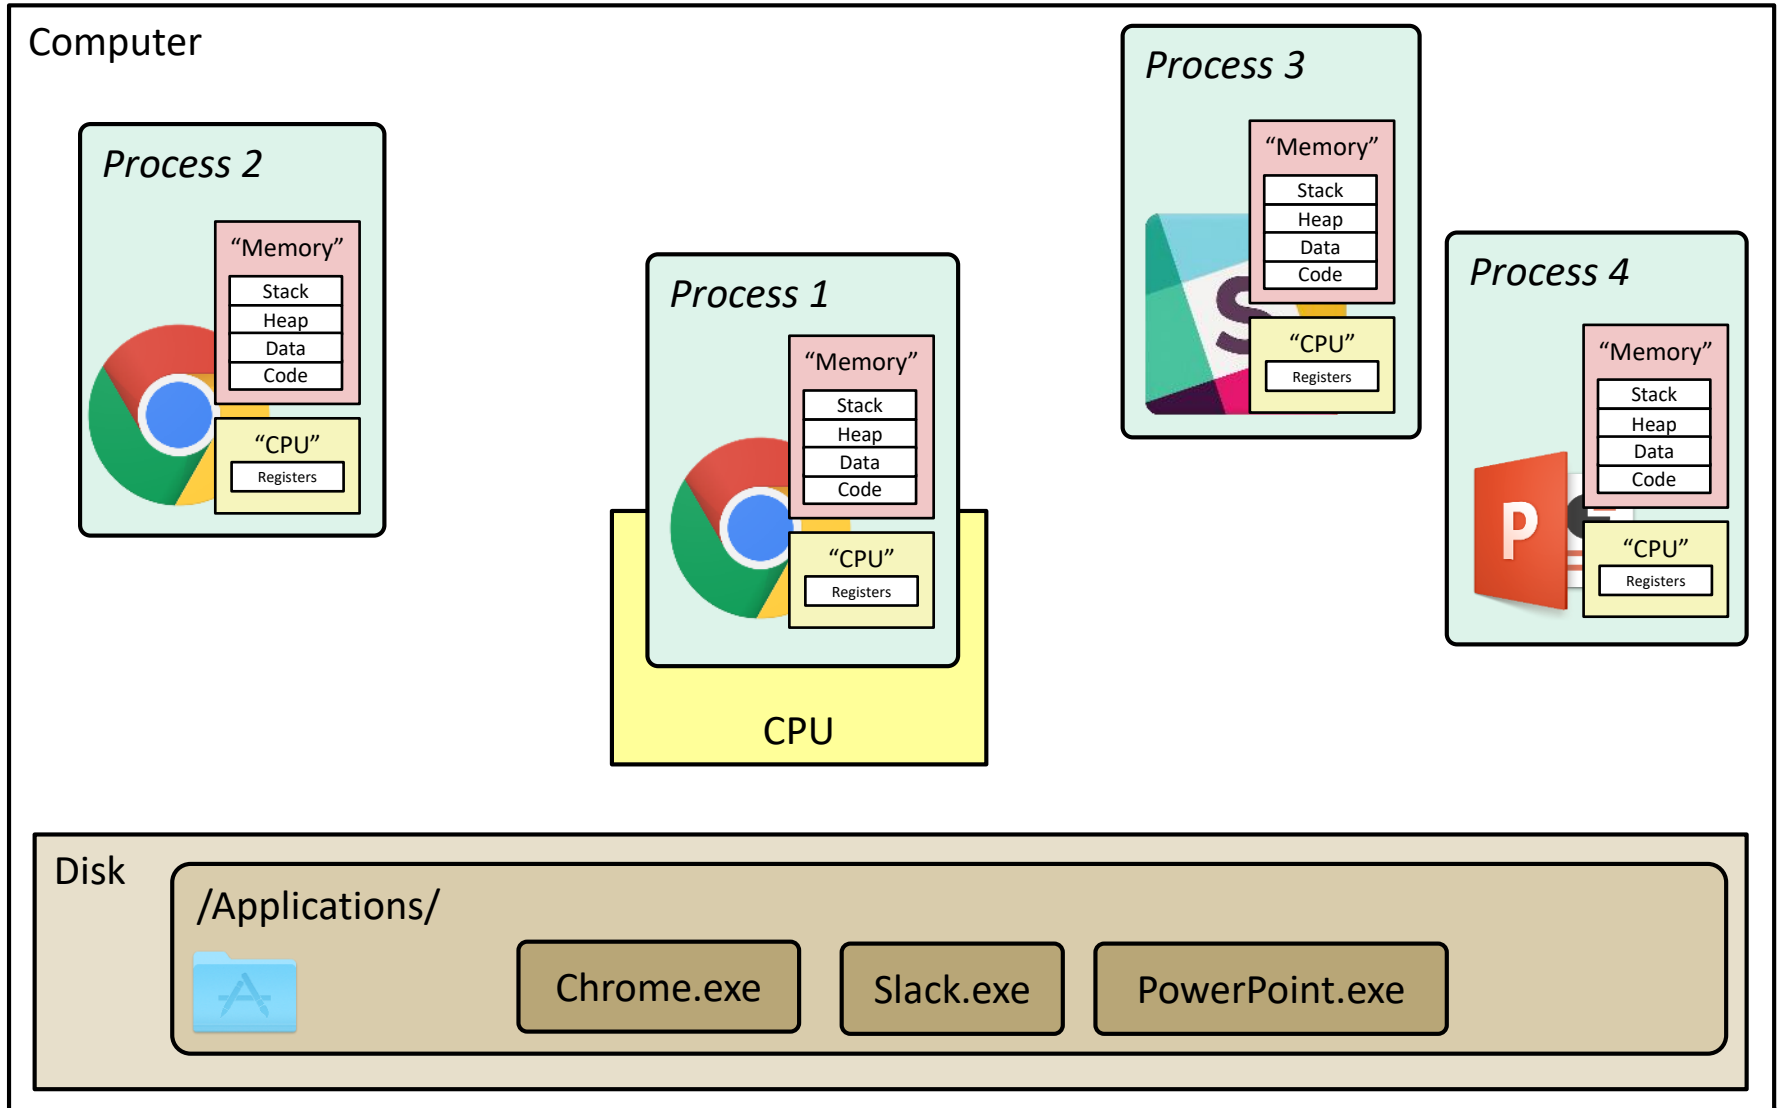 Computer
Process 2
“Memory”
Stack
Heap
Data
Code
“CPU”
Registers
Process 1
“Memory”
Stack
Heap
Data
Code
“CPU”
Registers
CPU
Process 3
“Memory”
Stack
Heap
Data
Code
“CPU”
Registers
S
Process 4
“Memory”
Stack
Heap
Data
Code
“CPU”
Registers
P
Disk
/Applications/
Chrome.exe
Slack.exe
PowerPoint.exe